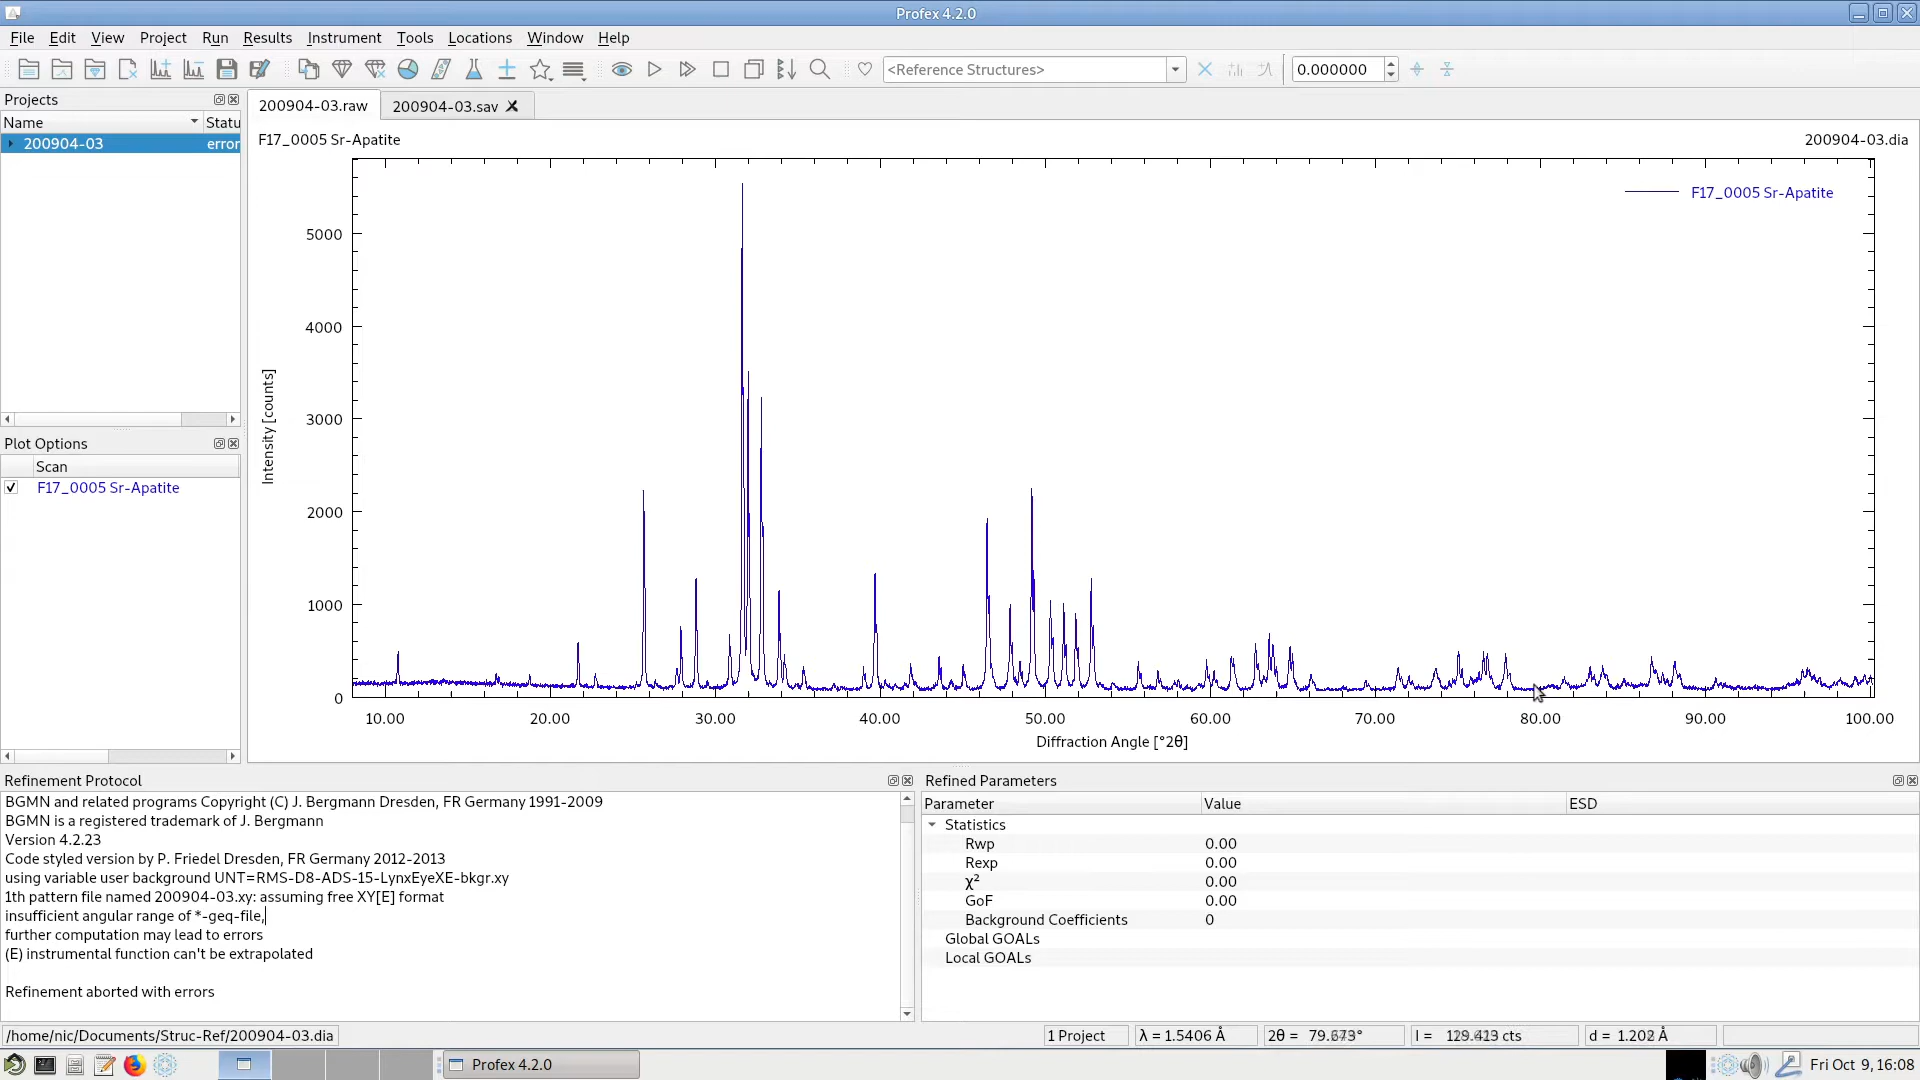 Profex 4.2.0
File Edit View Project Run Results Instrument Tools Locations Window Help
<Reference Structures> 0.000000
Projects
Name Statu
200904-03 error
Plot Options
Scan
F17_0005 Sr-Apatite
200904-03.raw 200904-03.sav
F17_0005 Sr-Apatite 200904-03.dia
F17_0005 Sr-Apatite
Intensity [counts]
5000
4000
3000
2000
1000
0
10.00 20.00 30.00 40.00 50.00 60.00 70.00 80.00 90.00 100.00
Diffraction Angle [°2θ]
Refinement Protocol
BGMN and related programs Copyright (C) J. Bergmann Dresden, FR Germany 1991-2009
BGMN is a registered trademark of J. Bergmann
Version 4.2.23
Code styled version by P. Friedel Dresden, FR Germany 2012-2013
using variable user background UNT=RMS-D8-ADS-15-LynxEyeXE-bkgr.xy
1th pattern file named 200904-03.xy: assuming free XY[E] format
insufficient angular range of *-geq-file,
further computation may lead to errors
(E) instrumental function can't be extrapolated
Refinement aborted with errors
Refined Parameters
Parameter Value ESD
Statistics
Rwp 0.00
Rexp 0.00
χ² 0.00
GoF 0.00
Background Coefficients 0
Global GOALs
Local GOALs
/home/nic/Documents/Struc-Ref/200904-03.dia 1 Project λ = 1.5406 Å 2θ = I = cts d = Å
Profex 4.2.0 Fri Oct 9, 16:08